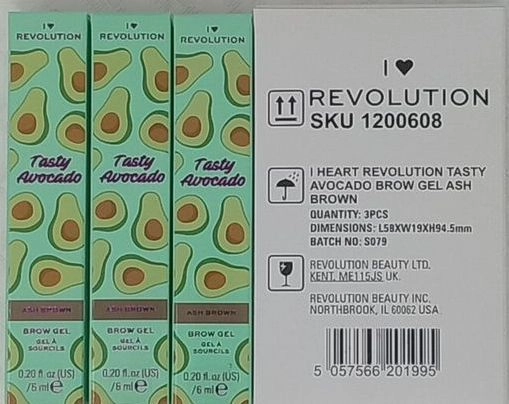 I ♥
REVOLUTION
Tasty
Avocado
ASH BROWN
BROW GEL
GEL À
SOURCILS
0.20 fl.oz (US)
/6 ml e
I ♥
REVOLUTION
Tasty
Avocado
ASH BROWN
BROW GEL
GEL À
SOURCILS
0.20 fl.oz (US)
/6 ml e
I ♥
REVOLUTION
Tasty
Avocado
ASH BROWN
BROW GEL
GEL À
SOURCILS
0.20 fl.oz (US)
/6 ml e
I ♥
REVOLUTION
SKU 1200608
I HEART REVOLUTION TASTY
AVOCADO BROW GEL ASH
BROWN
QUANTITY: 3PCS
DIMENSIONS: L58XW19XH94.5mm
BATCH NO: S079
REVOLUTION BEAUTY LTD.
KENT, ME115JS UK.
REVOLUTION BEAUTY INC.
NORTHBROOK, IL 60062 USA
5 057566 201995